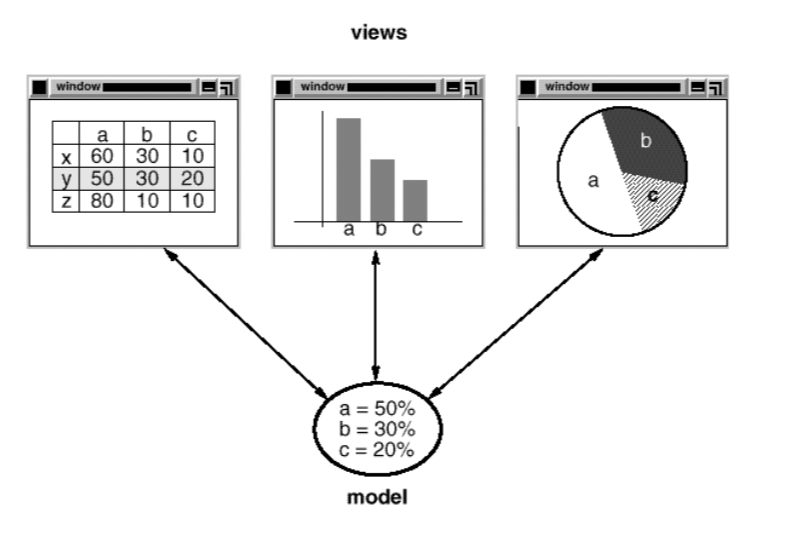 views
window
a b c
x 60 30 10
y 50 30 20
z 80 10 10
window
a b c
window
b
a
c
a = 50%
b = 30%
c = 20%
model